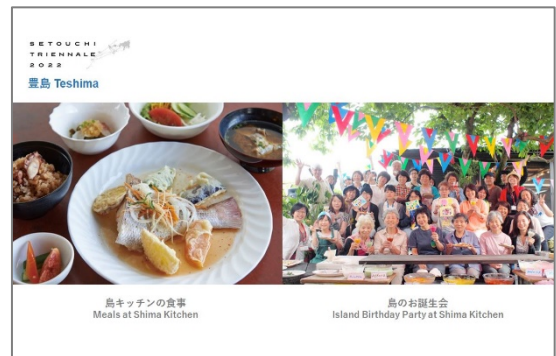 SETOUCHI
TRIENNALE
2022
豊島 Teshima
島キッチンの食事
Meals at Shima Kitchen
島のお誕生会
Island Birthday Party at Shima Kitchen